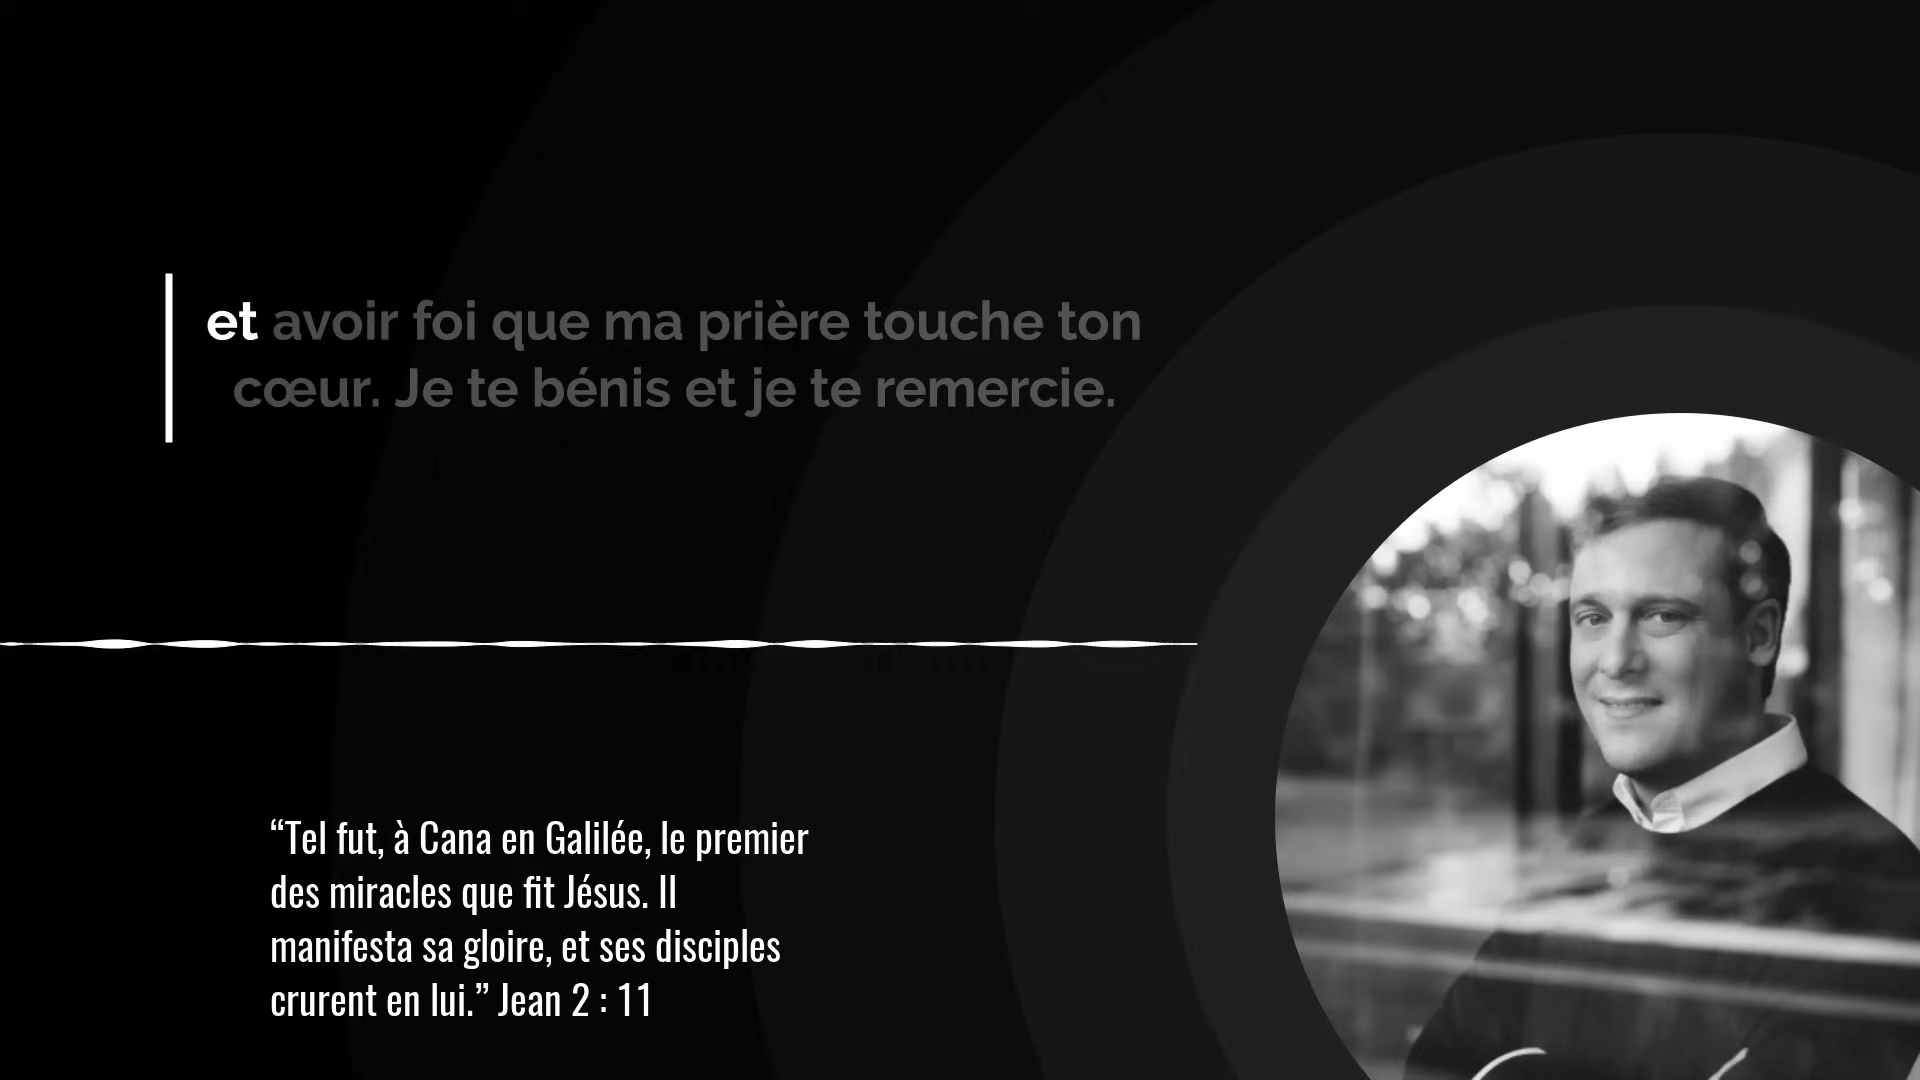 et avoir foi que ma prière touche ton
cœur. Je te bénis et je te remercie.
“Tel fut, à Cana en Galilée, le premier
des miracles que fit Jésus. Il
manifesta sa gloire, et ses disciples
crurent en lui.” Jean 2 : 11